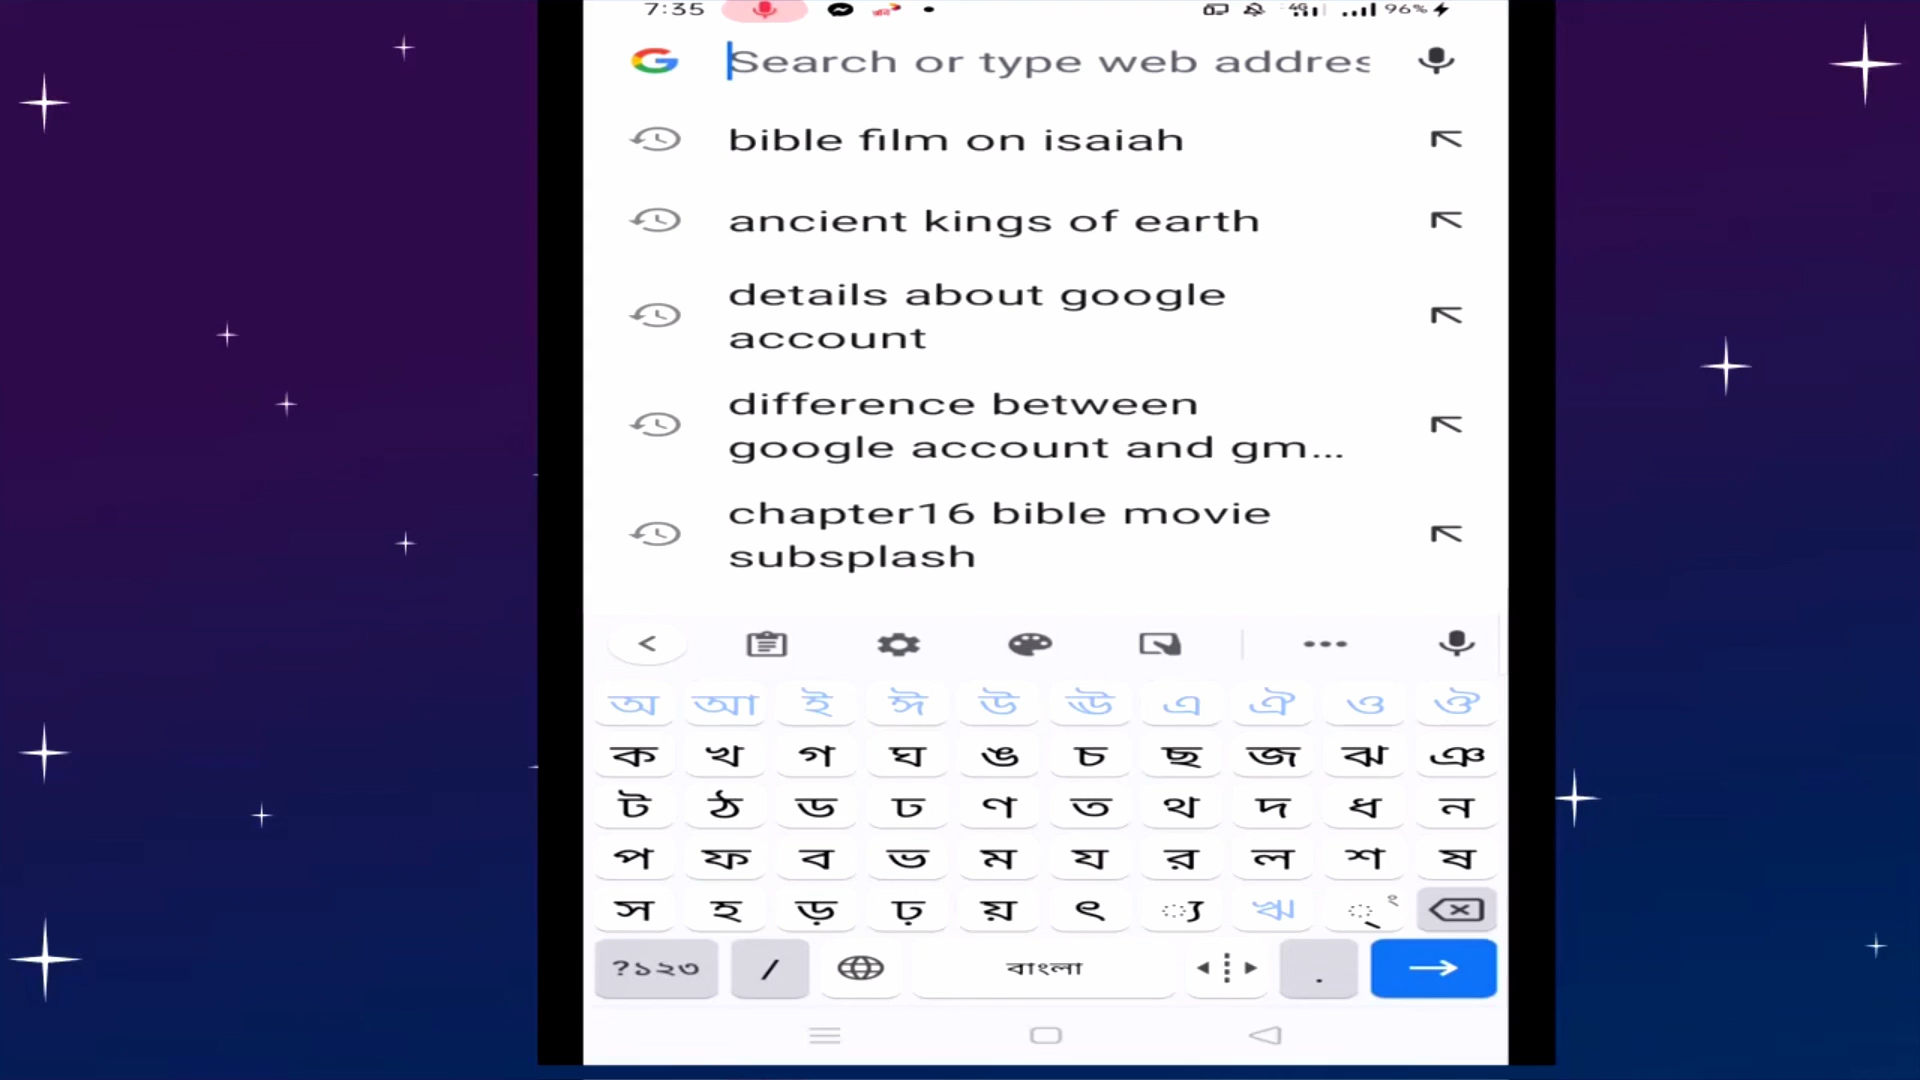 7:35
4G 96%
Search or type web addres
bible film on isaiah
ancient kings of earth
details about google
account
difference between
google account and gm...
chapter16 bible movie
subsplash
অ আ ই ঈ উ ঊ এ ঐ ও ঔ
ক খ গ ঘ ঙ চ ছ জ ঝ ঞ
ট ঠ ড ঢ ণ ত থ দ ধ ন
প ফ ব ভ ম য র ল শ ষ
স হ ড় ঢ় য় ৎ ্য ঋ ্ ং
?১২৩ / বাংলা .